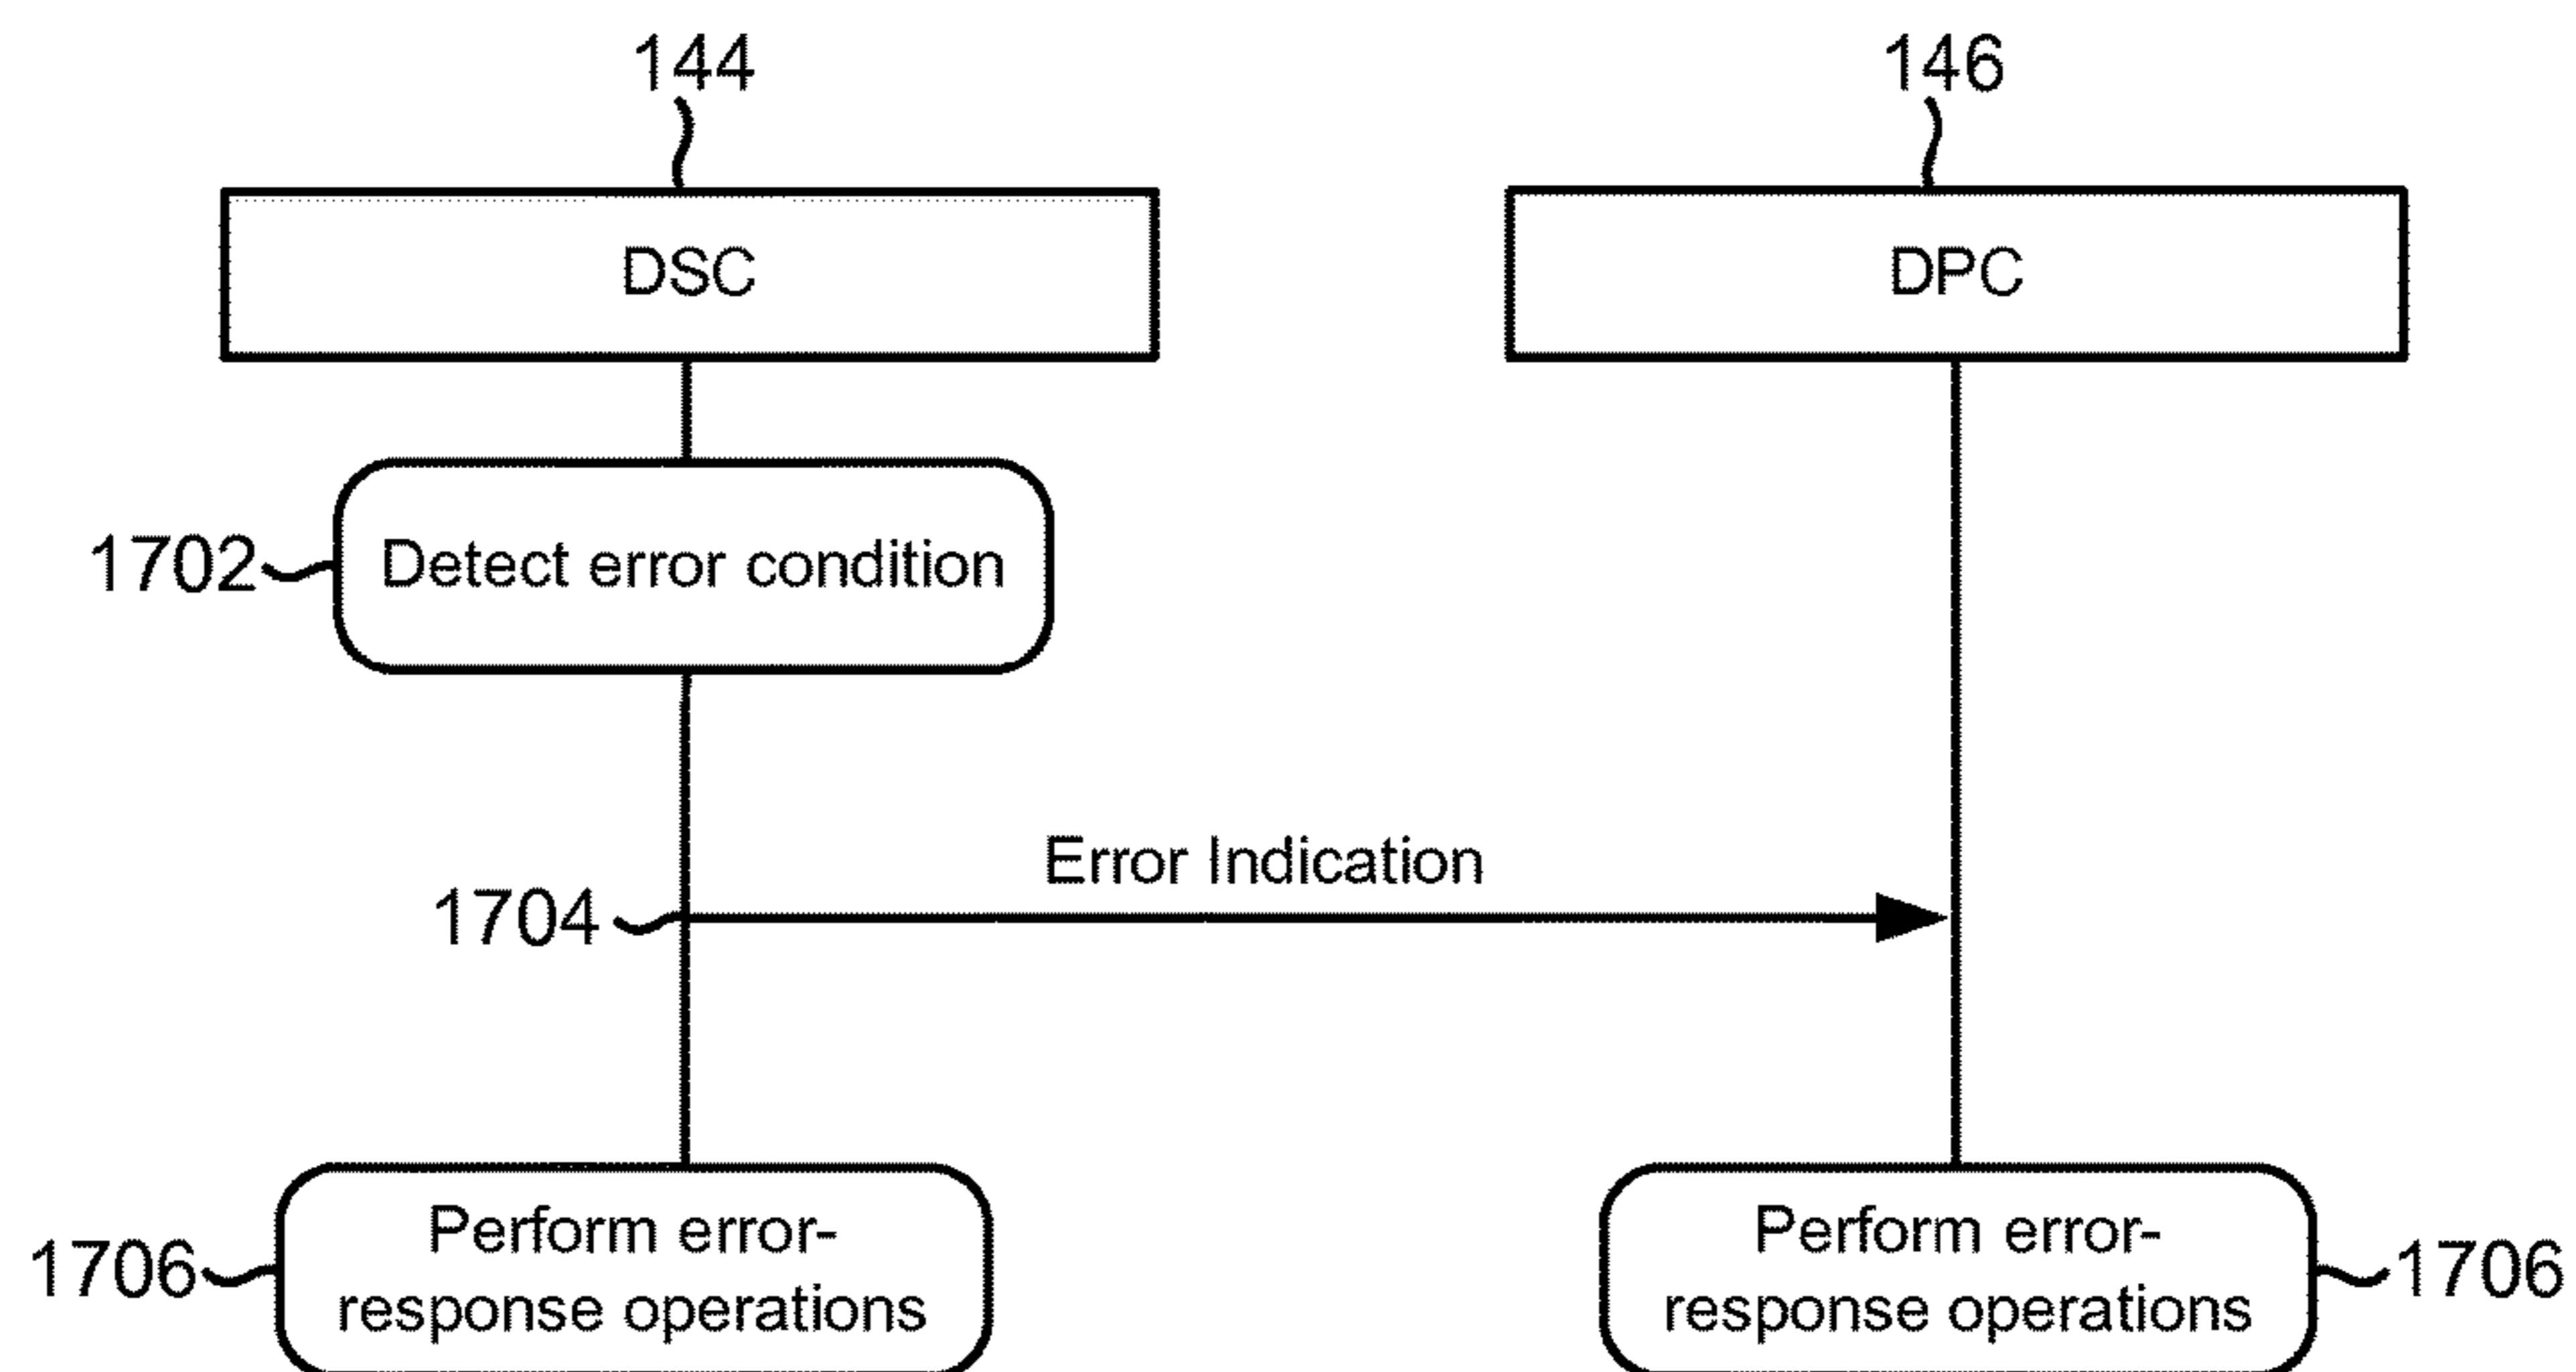 144
146
DSC
DPC
1702
Detect error condition
Error Indication
1704
1706
Perform error-
response operations
Perform error-
response operations
1706